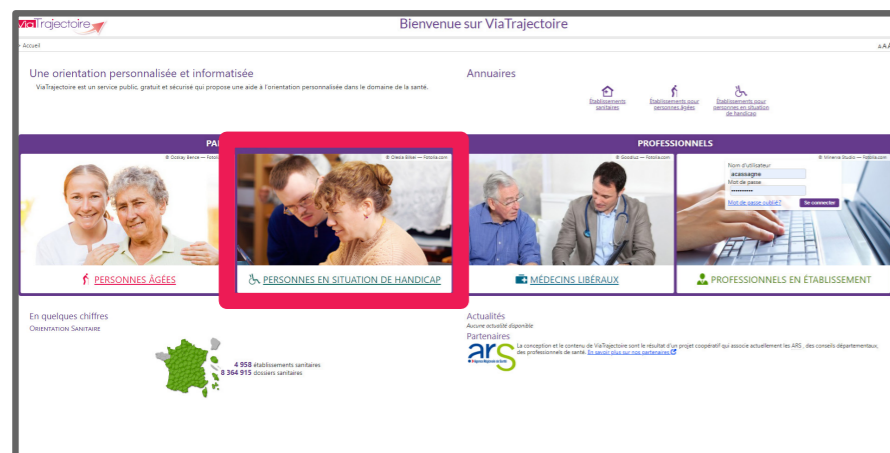 viaTrajectoire
Bienvenue sur ViaTrajectoire
Accueil
A A A
Une orientation personnalisée et informatisée
ViaTrajectoire est un service public, gratuit et sécurisé qui propose une aide à l'orientation personnalisée dans le domaine de la santé.
Annuaires
Établissements sanitaires
Établissements pour personnes âgées
Établissements pour personnes en situation de handicap
PA
PROFESSIONNELS
© Olesia Bilkei — Fotolia.com
© Goodluz — Fotolia.com
© Minerva Studio — Fotolia.com
Nom d'utilisateur
acassagne
Mot de passe
Mot de passe oublié ?
Se connecter
PERSONNES ÂGÉES
PERSONNES EN SITUATION DE HANDICAP
MÉDECINS LIBÉRAUX
PROFESSIONNELS EN ÉTABLISSEMENT
En quelques chiffres
ORIENTATION SANITAIRE
4 958 établissements sanitaires
8 364 915 dossiers sanitaires
Actualités
Aucune actualité disponible
Partenaires
ars
Agence Régionale de Santé
La conception et le contenu de ViaTrajectoire sont le résultat d'un projet coopératif qui associe actuellement les ARS, des conseils départementaux,
des professionnels de santé. En savoir plus sur nos partenaires